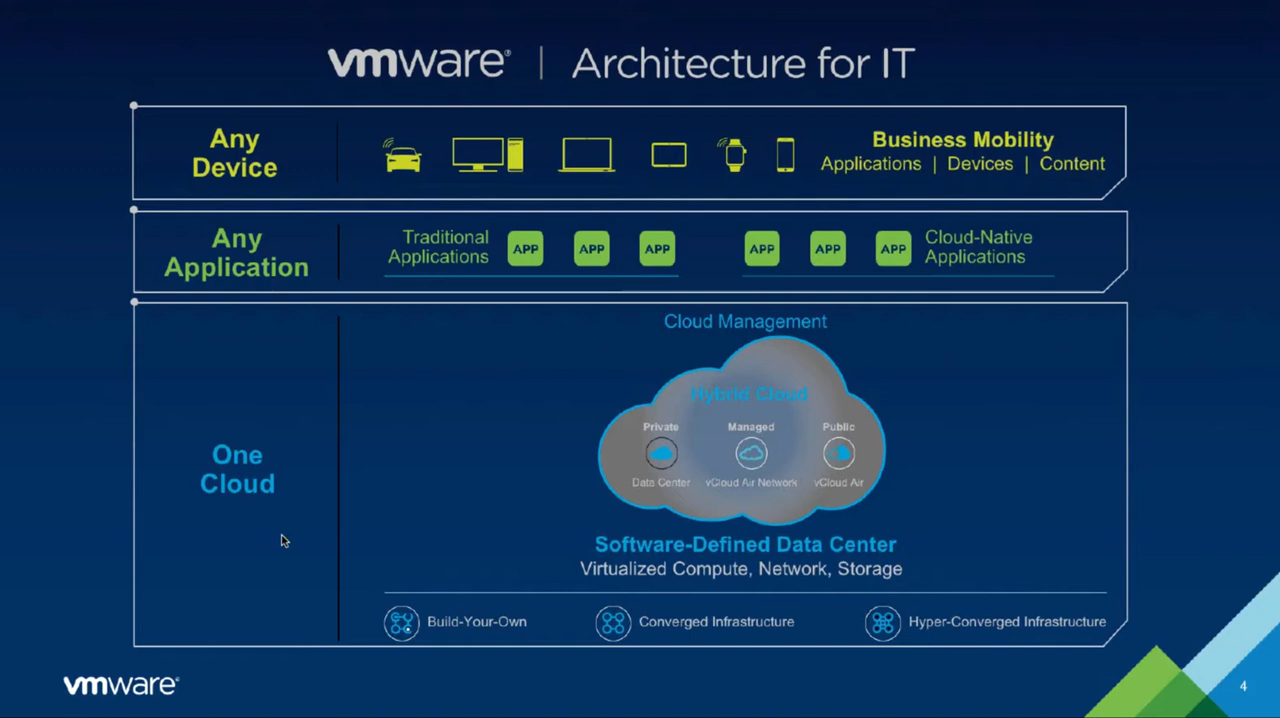 vmware® | Architecture for IT
Any
Device
Business Mobility
Applications | Devices | Content
Any
Application
Traditional
Applications
APP APP APP
APP APP APP
Cloud-Native
Applications
One
Cloud
Cloud Management
Hybrid Cloud
Private Managed Public
Data Center vCloud Air Network vCloud Air
Software-Defined Data Center
Virtualized Compute, Network, Storage
Build-Your-Own Converged Infrastructure Hyper-Converged Infrastructure
vmware®
4